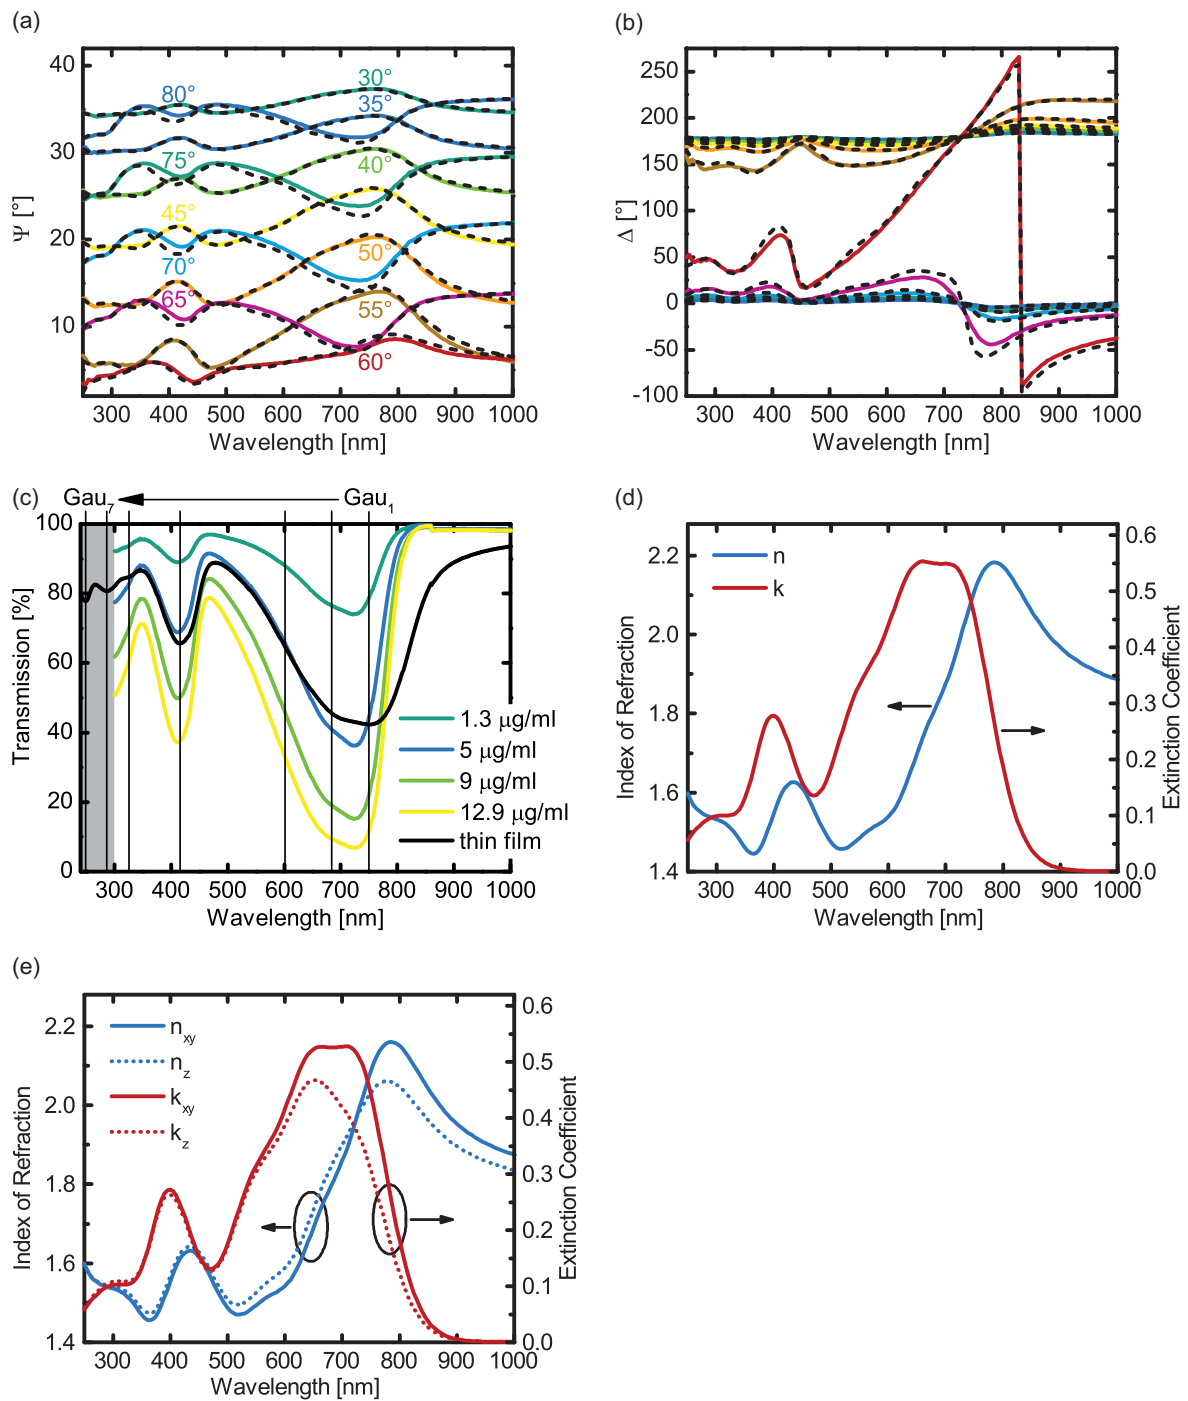 (a)
40
30
20
10
Ψ [°]
80°
30°
35°
75°
40°
45°
70°
50°
65°
55°
60°
300 400 500 600 700 800 900 1000
Wavelength [nm]
(b)
250
200
150
100
50
0
-50
-100
Δ [°]
300 400 500 600 700 800 900 1000
Wavelength [nm]
(c)
Gau7 Gau1
100
80
60
40
20
0
Transmission [%]
1.3 μg/ml
5 μg/ml
9 μg/ml
12.9 μg/ml
thin film
300 400 500 600 700 800 900 1000
Wavelength [nm]
(d)
2.2
2.0
1.8
1.6
1.4
Index of Refraction
n
k
0.6
0.5
0.4
0.3
0.2
0.1
0.0
Extinction Coefficient
300 400 500 600 700 800 900 1000
Wavelength [nm]
(e)
2.2
2.0
1.8
1.6
1.4
Index of Refraction
nxy
nz
kxy
kz
0.6
0.5
0.4
0.3
0.2
0.1
0.0
Extinction Coefficient
300 400 500 600 700 800 900 1000
Wavelength [nm]